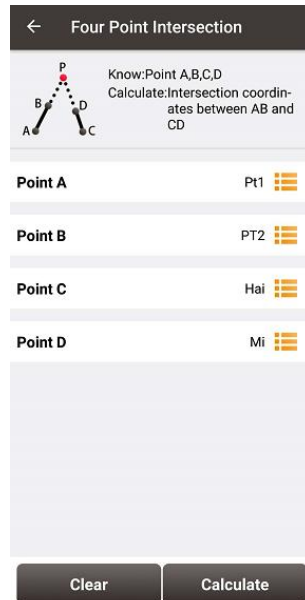 ← Four Point Intersection
P
B
D
A
C
Know:Point A,B,C,D
Calculate:Intersection coordin-
ates between AB and
CD
Point A Pt1
Point B PT2
Point C Hai
Point D Mi
Clear Calculate